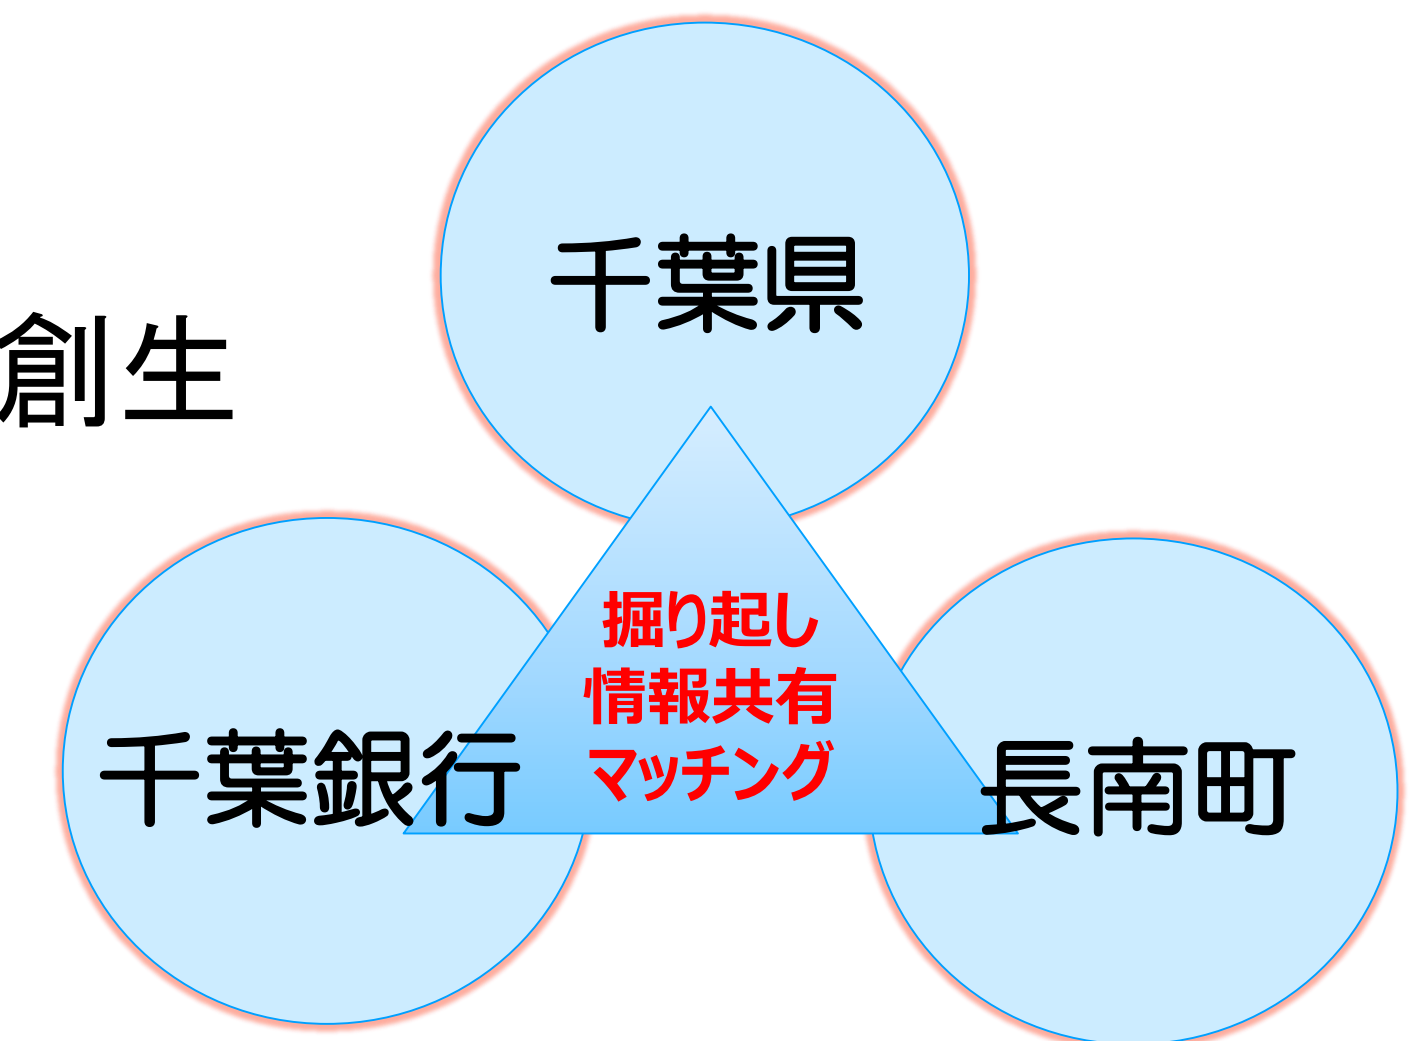 千葉県
創生
掘り起し
情報共有
マッチング
千葉銀行
長南町